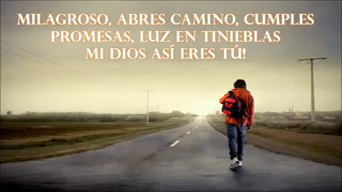 MILAGROSO, ABRES CAMINO, CUMPLES
PROMESAS, LUZ EN TINIEBLAS
MI DIOS ASÍ ERES TÚ!